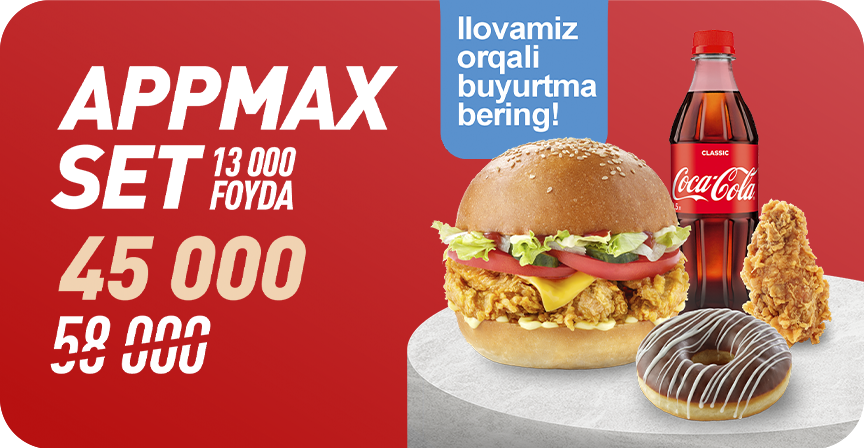 APPMAX
SET
13 000
FOYDA
45 000
58 000
Ilovamiz
orqali
buyurtma
bering!
CLASSIC
Coca-Cola